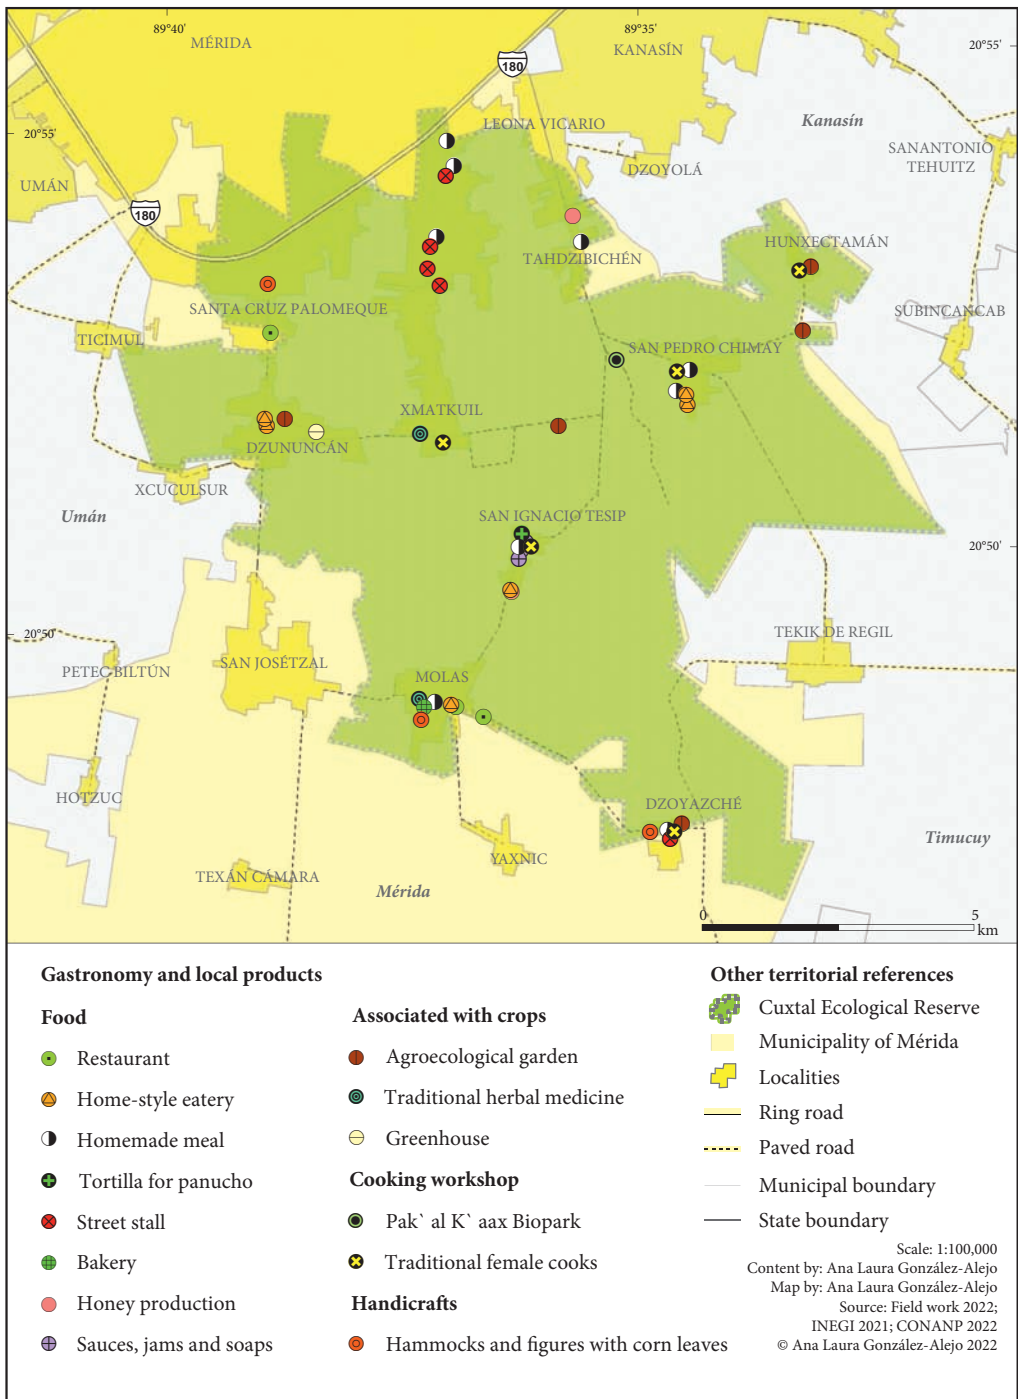 89°40'
89°35'
MÉRIDA
KANASÍN
20°55'
180
LEONA VICARIO
Kanasín
20°55'
SANANTONIO
TEHUITZ
DZOYOLÁ
UMÁN
180
HUNXECTAMÁN
TAHDZIBICHÉN
SANTA CRUZ PALOMEQUE
SUBINCANCAB
TICIMUL
SAN PEDRO CHIMAY
XMATKUIL
DZUNUNCÁN
XCUCULSUR
Umán
SAN IGNACIO TESIP
20°50'
20°50'
TEKIK DE REGIL
SAN JOSÉTZAL
PETEC BILTÚN
MOLAS
HOTZUC
DZOYAZCHÉ
Timucuy
YAXNIC
TEXÁN CÁMARA
Mérida
0
5
km
Gastronomy and local products
Food
Restaurant
Home-style eatery
Homemade meal
Tortilla for panucho
Street stall
Bakery
Honey production
Sauces, jams and soaps
Associated with crops
Agroecological garden
Traditional herbal medicine
Greenhouse
Cooking workshop
Pak` al K` aax Biopark
Traditional female cooks
Handicrafts
Hammocks and figures with corn leaves
Other territorial references
Cuxtal Ecological Reserve
Municipality of Mérida
Localities
Ring road
Paved road
Municipal boundary
State boundary
Scale: 1:100,000
Content by: Ana Laura González-Alejo
Map by: Ana Laura González-Alejo
Source: Field work 2022;
INEGI 2021; CONANP 2022
© Ana Laura González-Alejo 2022